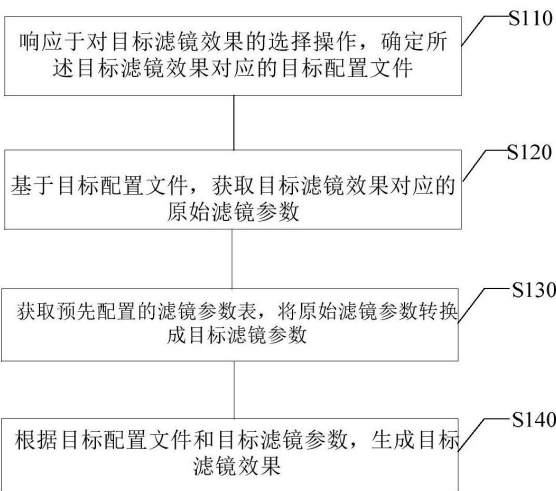 S110
响应于对目标滤镜效果的选择操作，确定所
述目标滤镜效果对应的目标配置文件
S120
基于目标配置文件，获取目标滤镜效果对应的
原始滤镜参数
S130
获取预先配置的滤镜参数表，将原始滤镜参数转换
成目标滤镜参数
S140
根据目标配置文件和目标滤镜参数，生成目标
滤镜效果